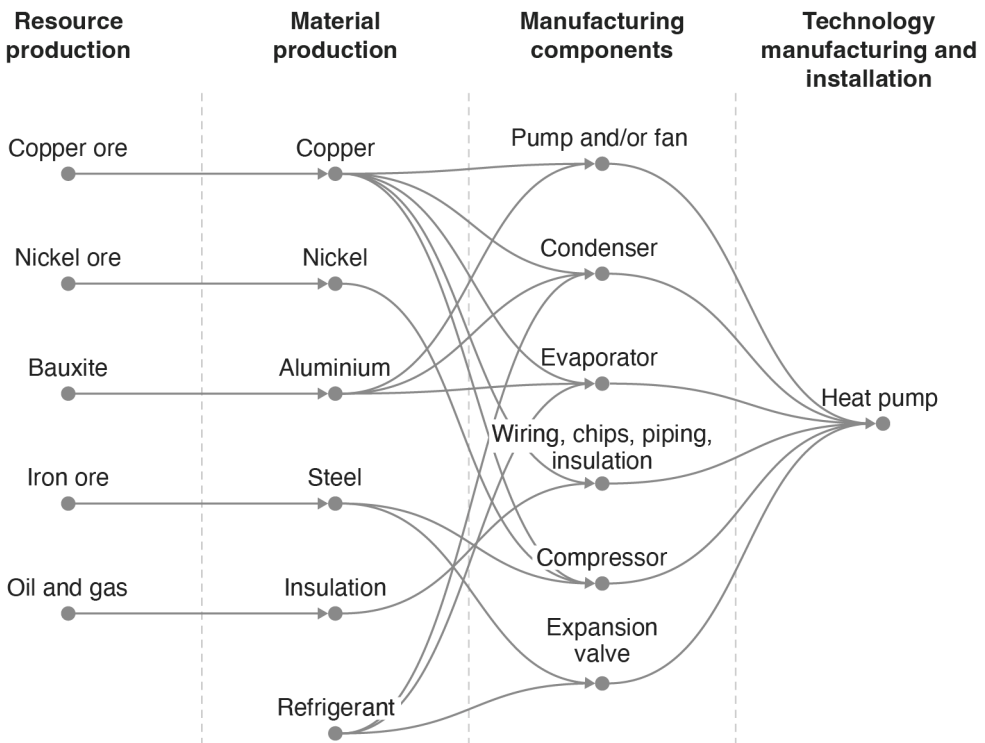 Resource
production
Material
production
Manufacturing
components
Technology
manufacturing and
installation
Copper ore
Nickel ore
Bauxite
Iron ore
Oil and gas
Copper
Nickel
Aluminium
Steel
Insulation
Refrigerant
Pump and/or fan
Condenser
Evaporator
Wiring, chips, piping,
insulation
Compressor
Expansion
valve
Heat pump